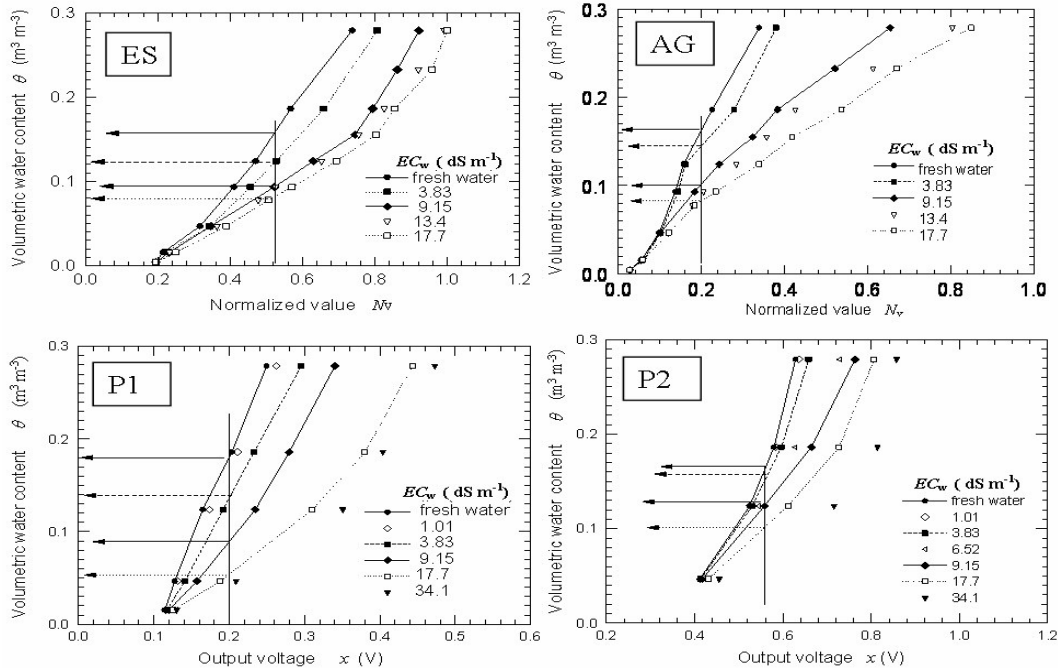 ES
Volumetric water content θ (m³ m⁻³)
0.3
0.2
0.1
0.0
0.0 0.2 0.4 0.6 0.8 1.0 1.2
Normalized value Nv
ECw ( dS m⁻¹)
fresh water
3.83
9.15
13.4
17.7
AG
Volumetric water content θ (m³ m⁻³)
0.3
0.2
0.1
0.0
0.0 0.2 0.4 0.6 0.8 1.0
Normalized value Nv
ECw ( dS m⁻¹)
fresh water
3.83
9.15
13.4
17.7
P1
Volumetric water content θ (m³ m⁻³)
0.3
0.2
0.1
0.0
0.0 0.1 0.2 0.3 0.4 0.5 0.6
Output voltage x (V)
ECw ( dS m⁻¹)
fresh water
1.01
3.83
9.15
17.7
34.1
P2
Volumetric water content θ (m³ m⁻³)
0.3
0.2
0.1
0.0
0.2 0.4 0.6 0.8 1.0 1.2
Output voltage x (V)
ECw ( dS m⁻¹)
fresh water
1.01
3.83
6.52
9.15
17.7
34.1